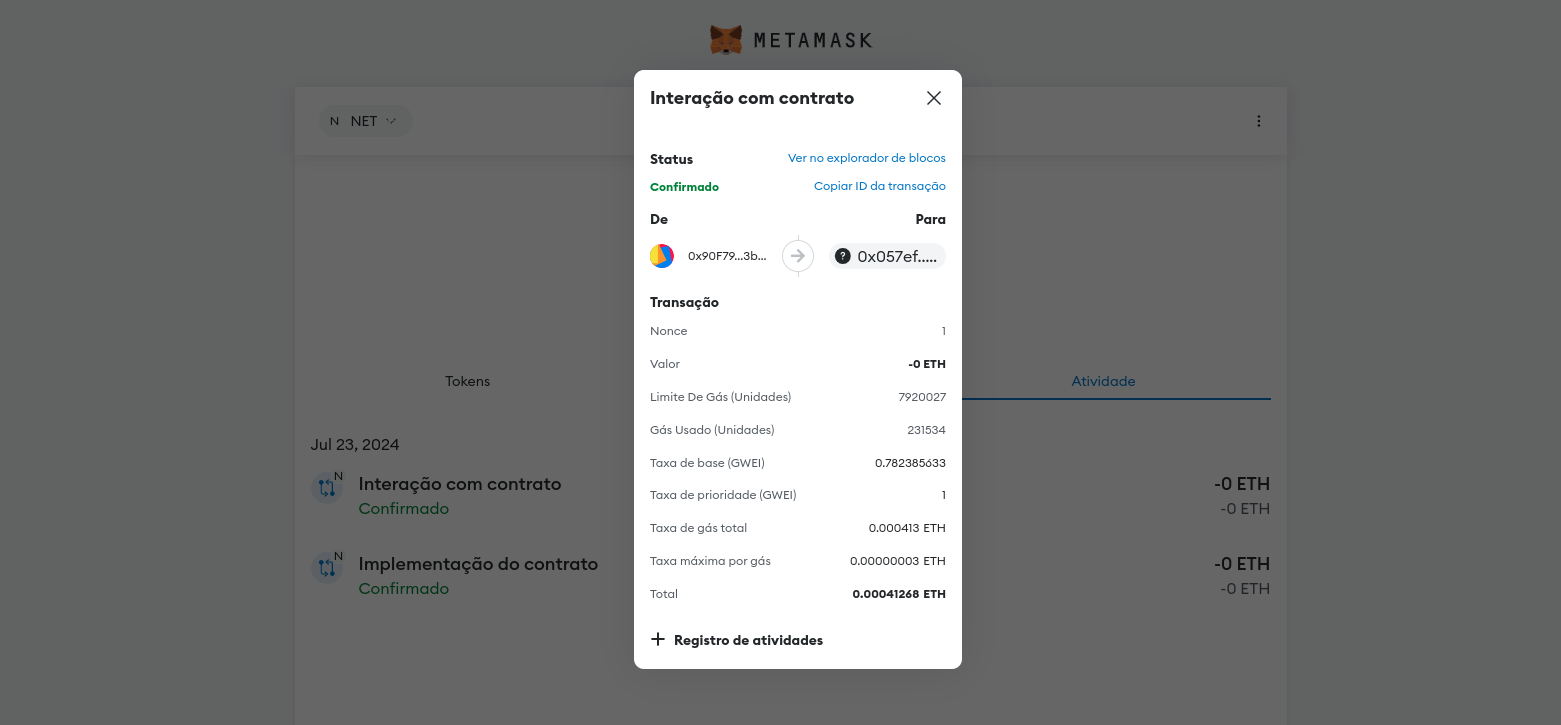 METAMASK
N NET
Interação com contrato
Status Ver no explorador de blocos
Confirmado Copiar ID da transação
De Para
0x90F79...3b... ? 0x057ef.....
Transação
Nonce 1
Valor -0 ETH
Limite De Gás (Unidades) 7920027
Gás Usado (Unidades) 231534
Taxa de base (GWEI) 0.782385633
Taxa de prioridade (GWEI) 1
Taxa de gás total 0.000413 ETH
Taxa máxima por gás 0.00000003 ETH
Total 0.00041268 ETH
Registro de atividades
Tokens Atividade
Jul 23, 2024
N Interação com contrato -0 ETH
Confirmado -0 ETH
N Implementação do contrato -0 ETH
Confirmado -0 ETH